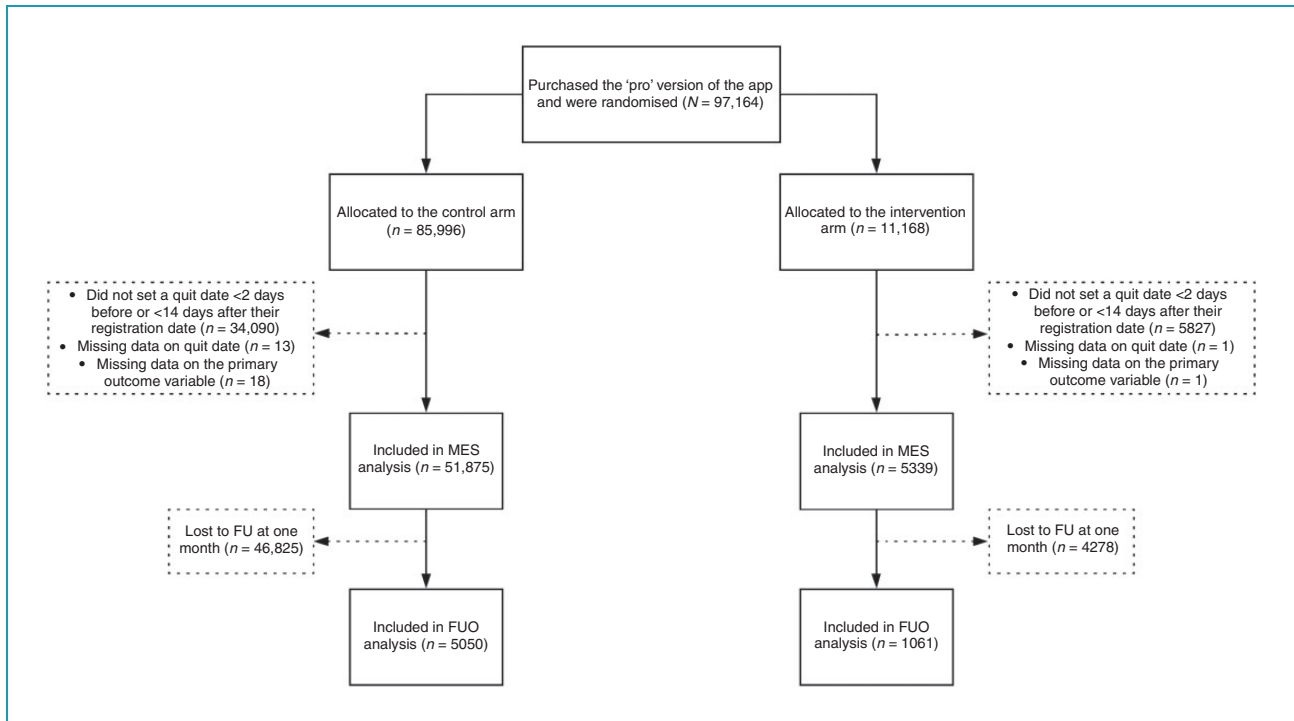 Purchased the ‘pro’ version of the app
and were randomised (N = 97,164)
Allocated to the control arm
(n = 85,996)
Allocated to the intervention
arm (n = 11,168)
• Did not set a quit date <2 days
before or <14 days after their
registration date (n = 34,090)
• Missing data on quit date (n = 13)
• Missing data on the primary
outcome variable (n = 18)
• Did not set a quit date <2 days
before or <14 days after their
registration date (n = 5827)
• Missing data on quit date (n = 1)
• Missing data on the primary
outcome variable (n = 1)
Included in MES
analysis (n = 51,875)
Included in MES
analysis (n = 5339)
Lost to FU at one
month (n = 46,825)
Lost to FU at one
month (n = 4278)
Included in FUO
analysis (n = 5050)
Included in FUO
analysis (n = 1061)